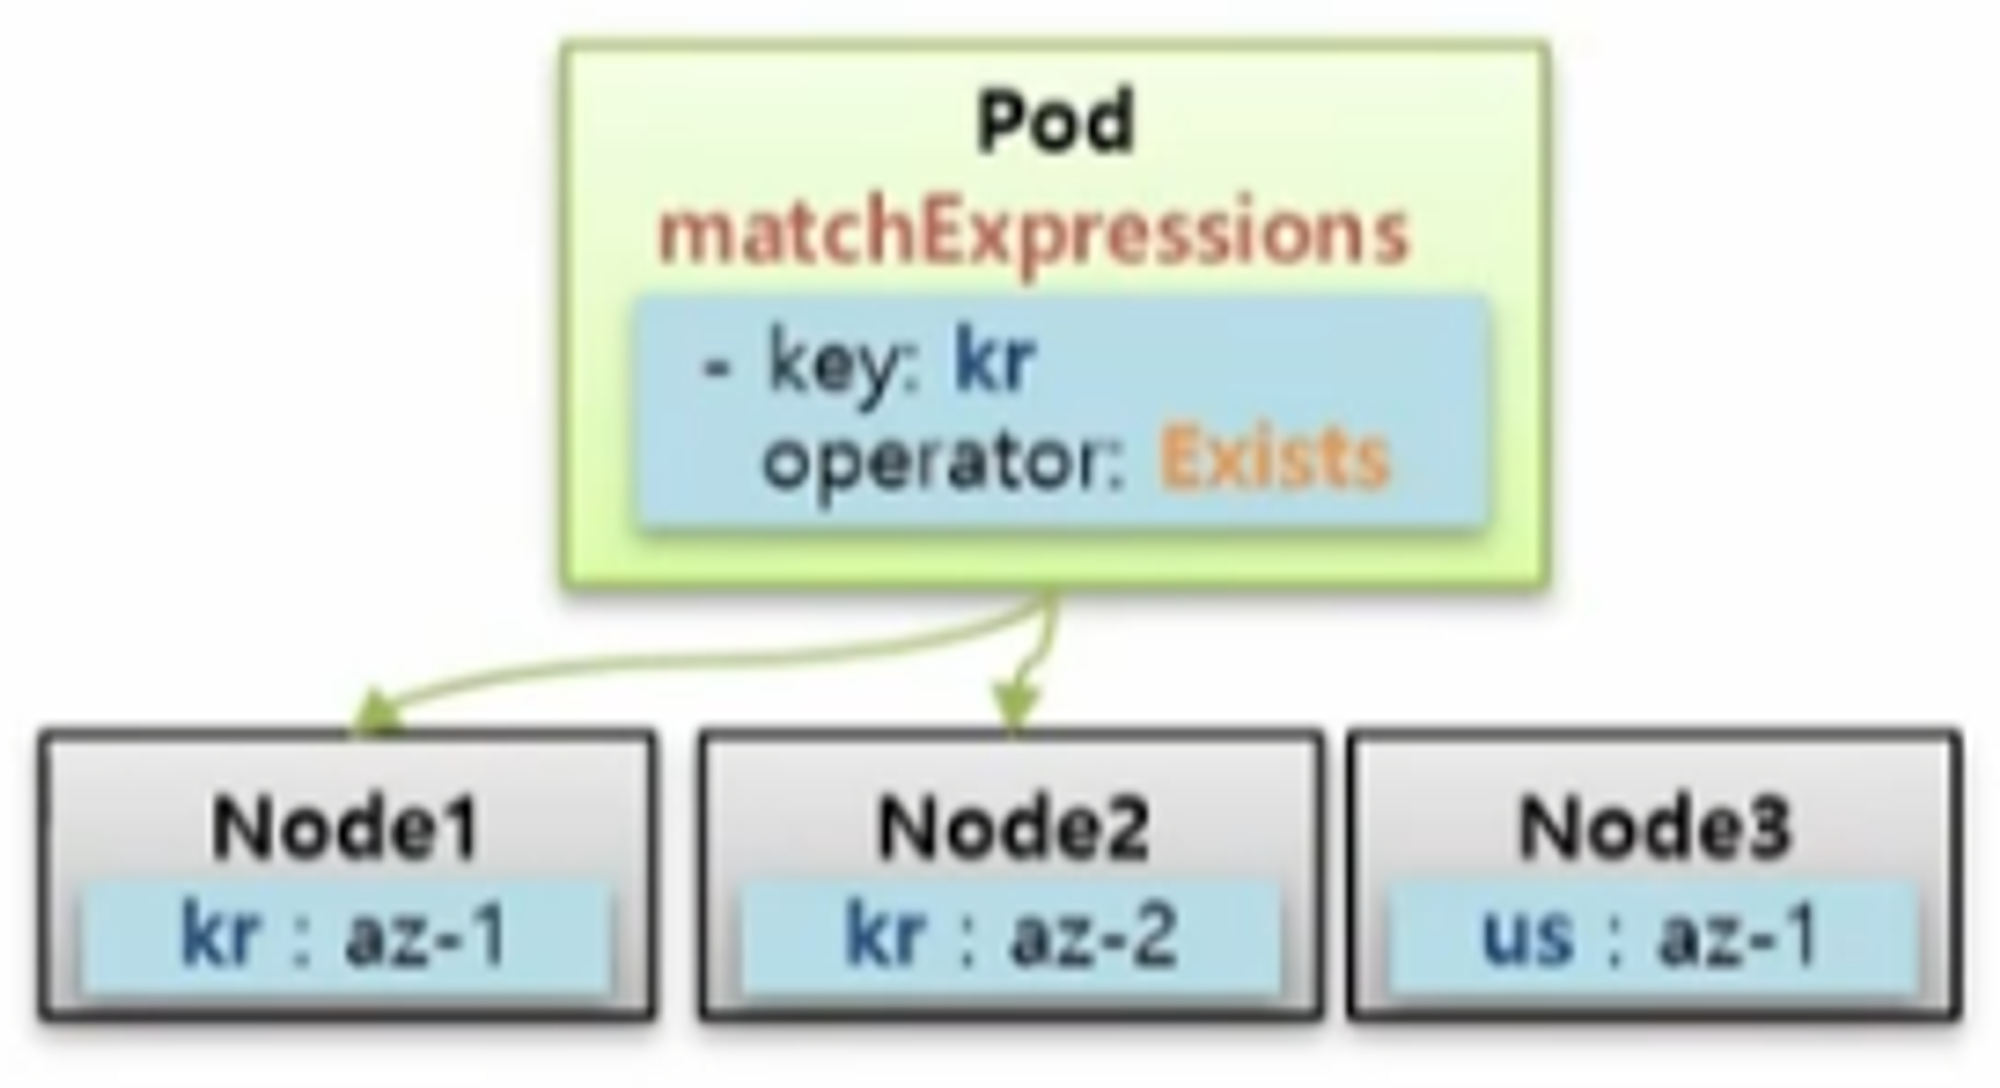 Pod
matchExpressions
- key: kr
operator: Exists
Node1
kr : az-1
Node2
kr : az-2
Node3
us : az-1